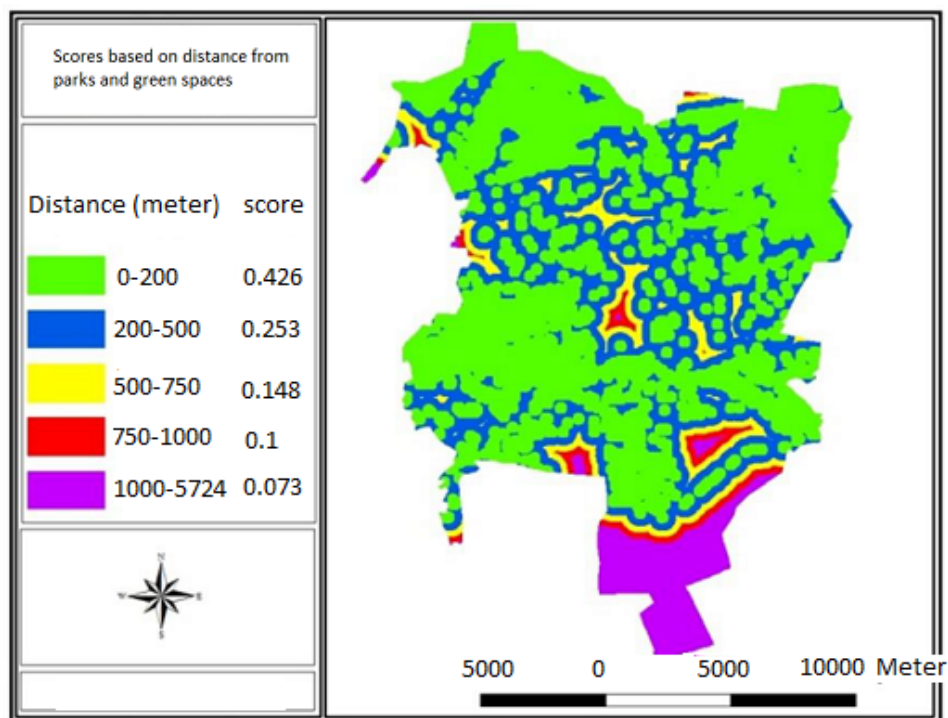 Scores based on distance from
parks and green spaces
Distance (meter) score
0-200 0.426
200-500 0.253
500-750 0.148
750-1000 0.1
1000-5724 0.073
N
W E
S
5000 0 5000 10000 Meter